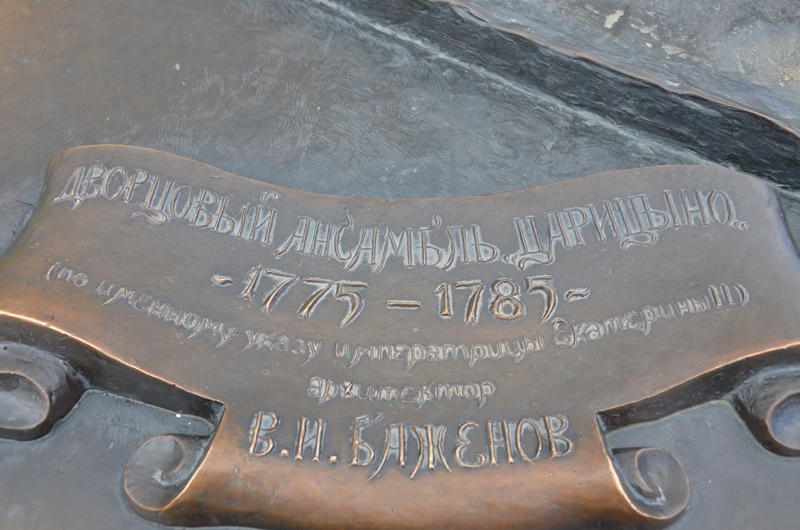 ДВОРЦОВЫЙ АНСАМБЛЬ „ЦАРИЦЫНО„
-1775 – 1785-
(по именному указу императрицы Екатерины II)
архитектор
В.И. БАЖЕНОВ